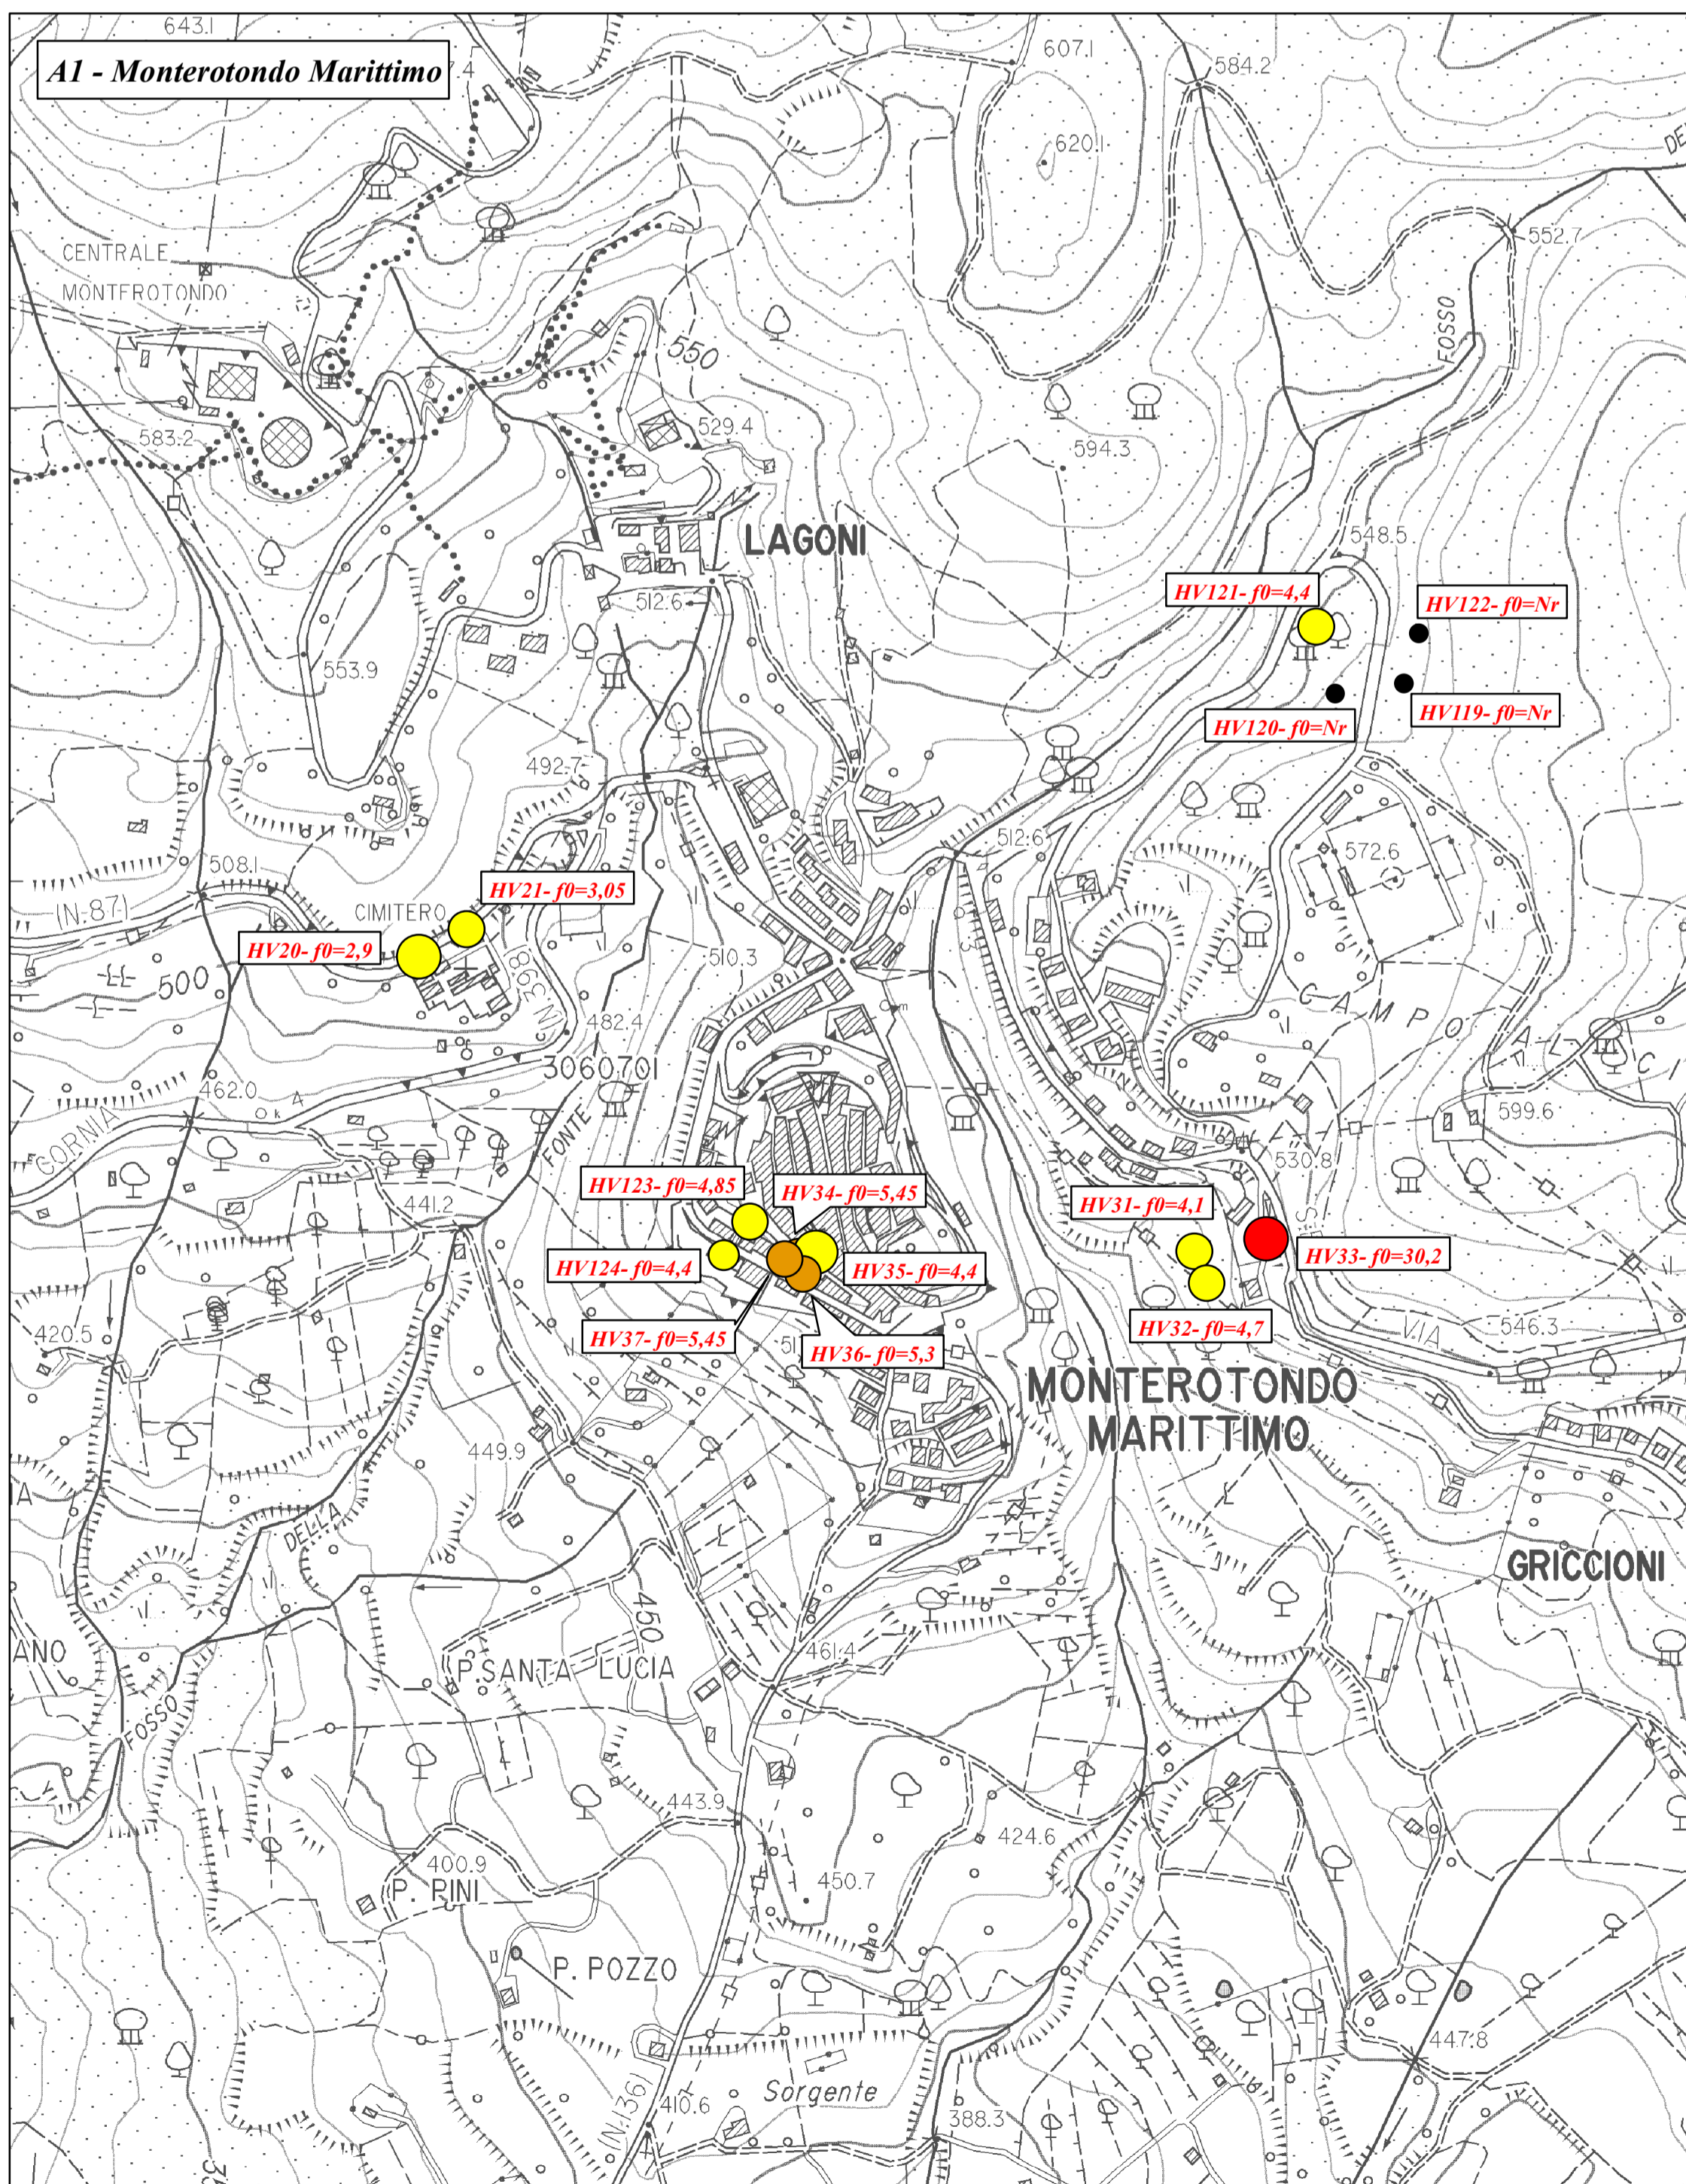 643.1
A1 - Monterotondo Marittimo
607.1
584.2
620.1
552.7
CENTRALE
MONTEROTONDO
FOSSO
550
529.4
583.2
594.3
LAGONI
548.5
HV121- f0=4,4
HV122- f0=Nr
512.6
553.9
HV119- f0=Nr
HV120- f0=Nr
492.7
512.6
572.6
508.1
HV21- f0=3,05
(N.87)
CIMITERO
HV20- f0=2,9
510.3
500
(N.398)
482.4
CAMPO AL CI
3060701
462.0
599.6
CORNIA
FONTE
530.8
HV123- f0=4,85
HV34- f0=5,45
441.2
HV31- f0=4,1
HV124- f0=4,4
HV35- f0=4,4
HV33- f0=30,2
420.5
HV37- f0=5,45
HV36- f0=5,3
HV32- f0=4,7
VIA
546.3
MONTEROTONDO
MARITTIMO
449.9
DELLA
GRICCIONI
450
461.4
ANO
P. SANTA LUCIA
FOSSO
443.9
424.6
400.9
P. PINI
450.7
P. POZZO
447.8
Sorgente
(N.136)
410.6
388.3